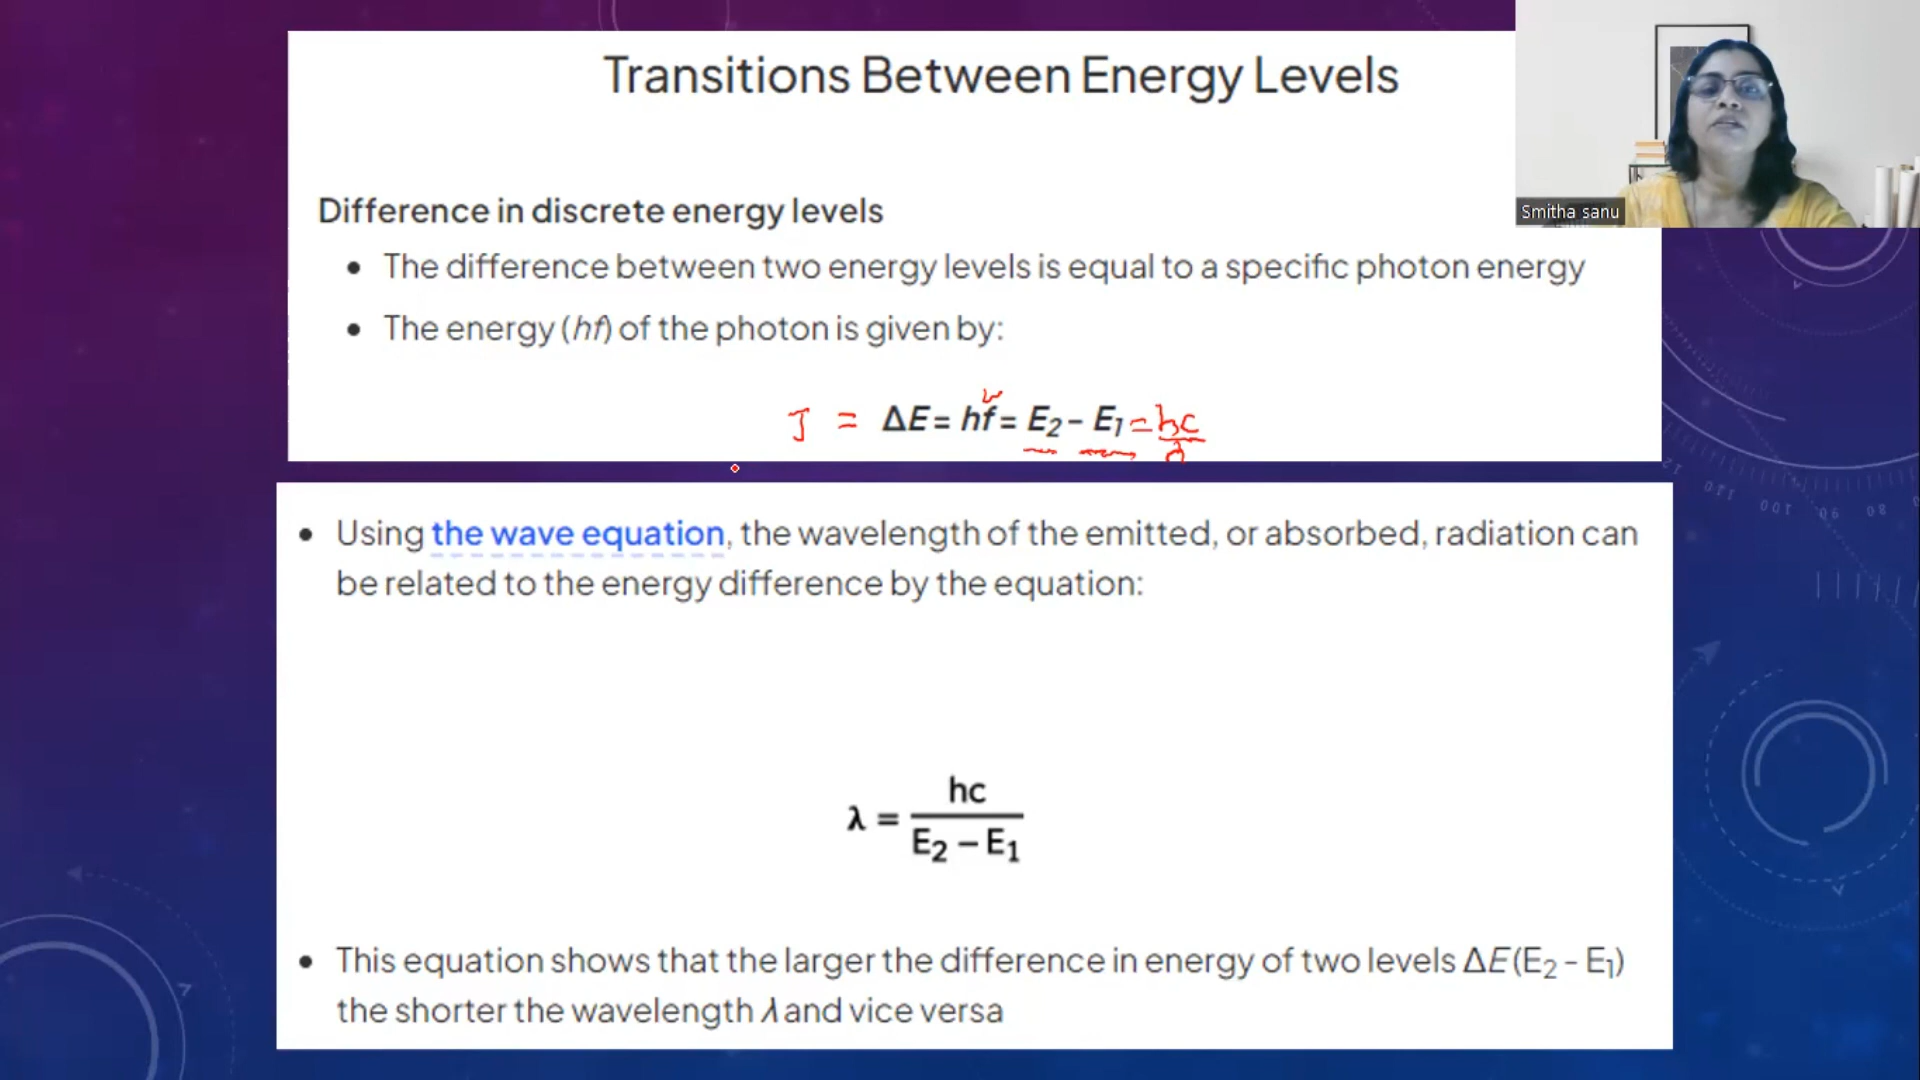 Transitions Between Energy Levels
Smitha sanu
Difference in discrete energy levels
• The difference between two energy levels is equal to a specific photon energy
• The energy (hf) of the photon is given by:
J = ΔE = hf = E₂ - E₁ = hc/λ
• Using the wave equation, the wavelength of the emitted, or absorbed, radiation can
be related to the energy difference by the equation:
λ = hc / (E₂ – E₁)
• This equation shows that the larger the difference in energy of two levels ΔE (E₂ - E₁)
the shorter the wavelength λ and vice versa